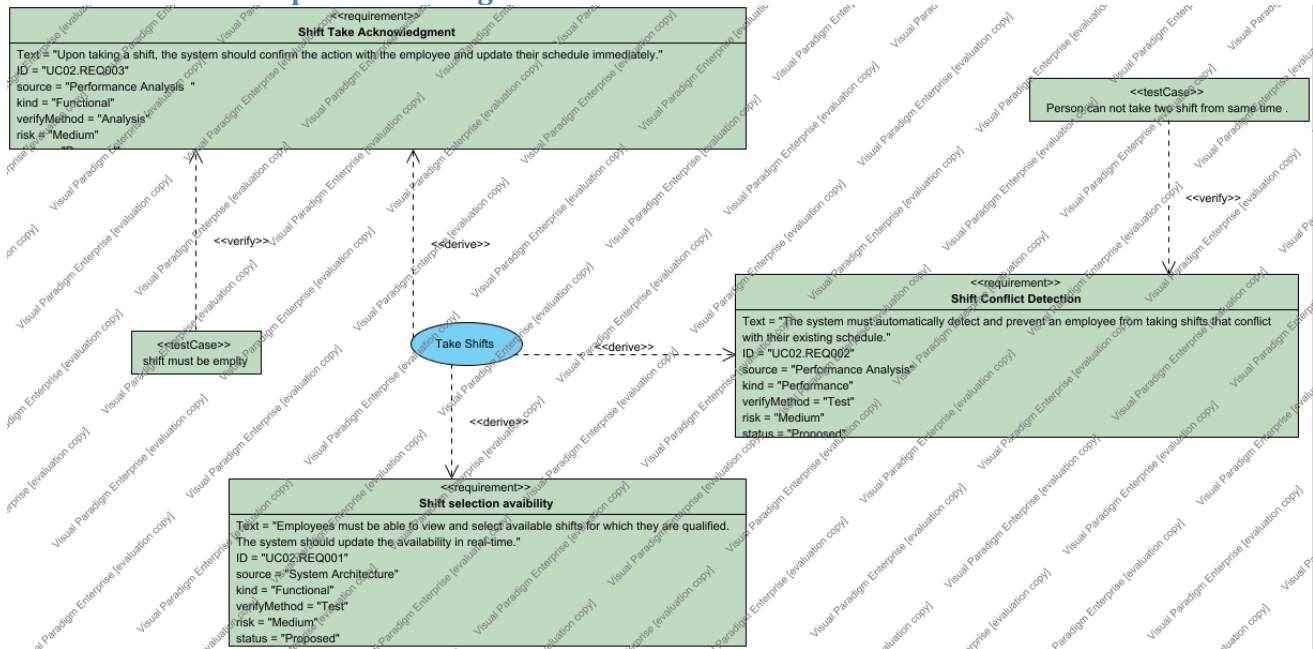 <<requirement>>
Shift Take Acknowledgment
Text = "Upon taking a shift, the system should confirm the action with the employee and update their schedule immediately."
ID = "UC02.REQ003"
source = "Performance Analysis "
kind = "Functional"
verifyMethod = "Analysis"
risk = "Medium"
<<testCase>>
Person can not take two shift from same time .
<<verify>>
<<derive>>
<<verify>>
<<requirement>>
Shift Conflict Detection
Text = "The system must automatically detect and prevent an employee from taking shifts that conflict
with their existing schedule."
ID = "UC02.REQ002"
source = "Performance Analysis"
kind = "Performance"
verifyMethod = "Test"
risk = "Medium"
status = "Proposed"
<<testCase>>
shift must be emplty
Take Shifts
<<derive>>
<<derive>>
<<requirement>>
Shift selection avaibility
Text = "Employees must be able to view and select available shifts for which they are qualified.
The system should update the availability in real-time."
ID = "UC02.REQ001"
source = "System Architecture"
kind = "Functional"
verifyMethod = "Test"
risk = "Medium"
status = "Proposed"
Visual Paradigm Enterprise [evaluation copy]